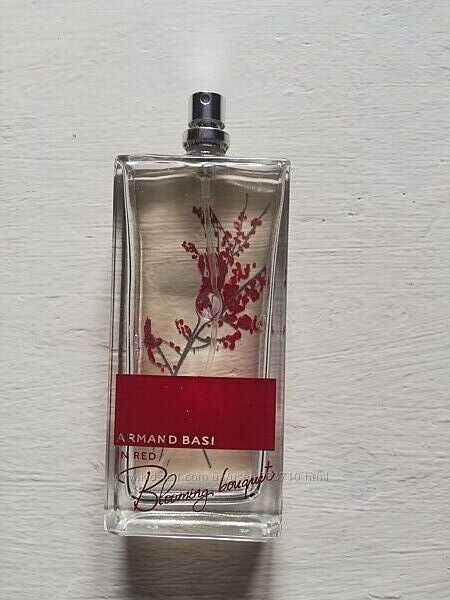 ARMAND BASI
IN RED
Blooming bouquet